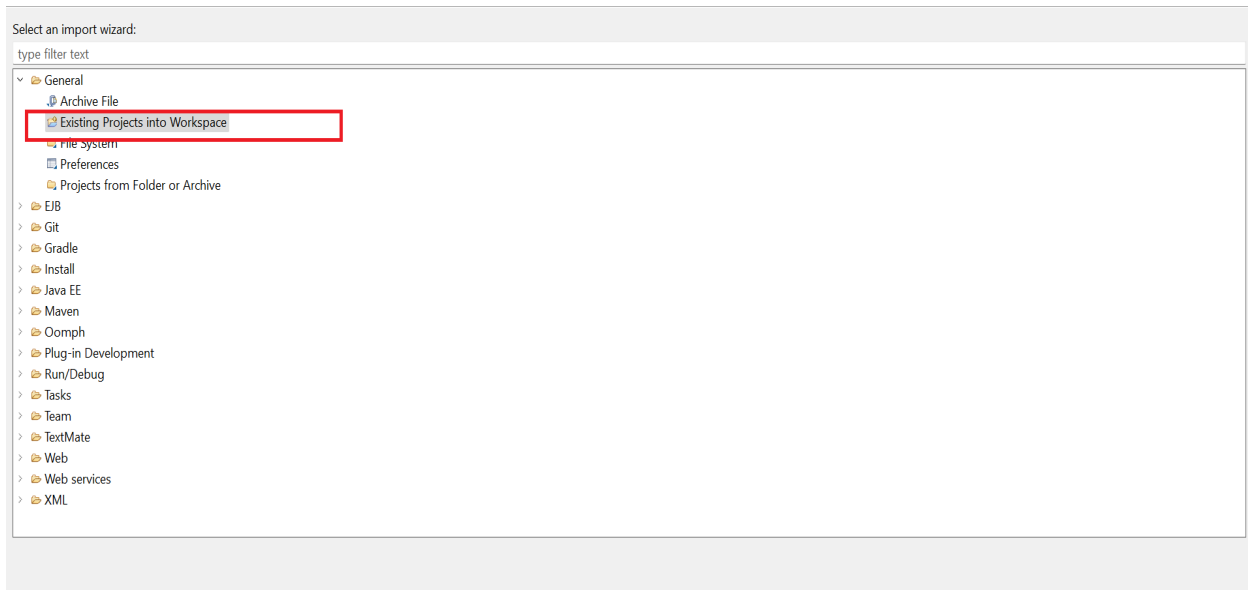 Select an import wizard:
type filter text
General
Archive File
Existing Projects into Workspace
File System
Preferences
Projects from Folder or Archive
EJB
Git
Gradle
Install
Java EE
Maven
Oomph
Plug-in Development
Run/Debug
Tasks
Team
TextMate
Web
Web services
XML